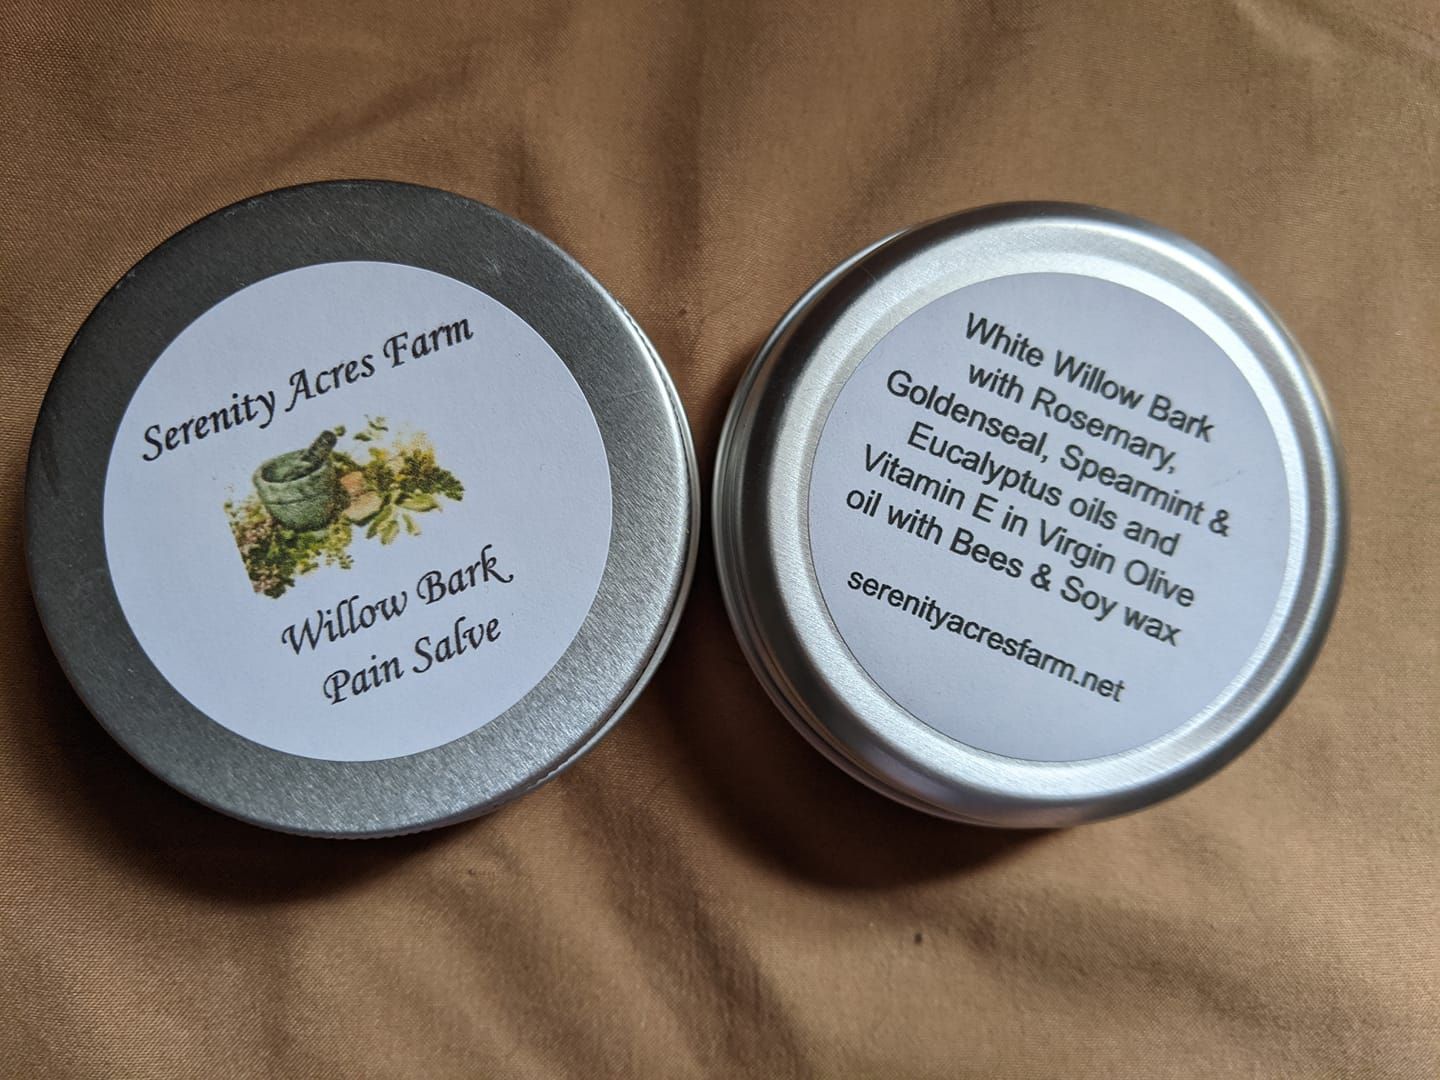 Serenity Acres Farm
Willow Bark
Pain Salve
White Willow Bark
with Rosemary,
Goldenseal, Spearmint &
Eucalyptus oils and
Vitamin E in Virgin Olive
oil with Bees & Soy wax
serenityacresfarm.net